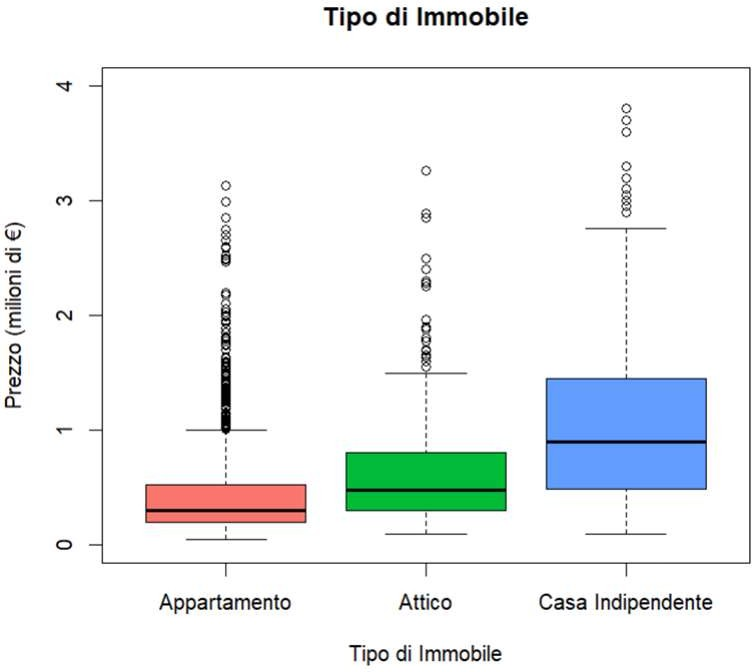 Tipo di Immobile
Prezzo (milioni di €)
4
3
2
1
0
Appartamento
Attico
Casa Indipendente
Tipo di Immobile